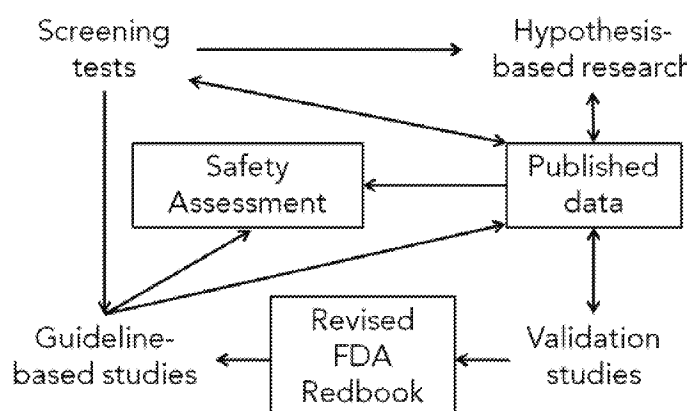 Screening
tests
Hypothesis-
based research
Safety
Assessment
Published
data
Guideline-
based studies
Revised
FDA
Redbook
Validation
studies